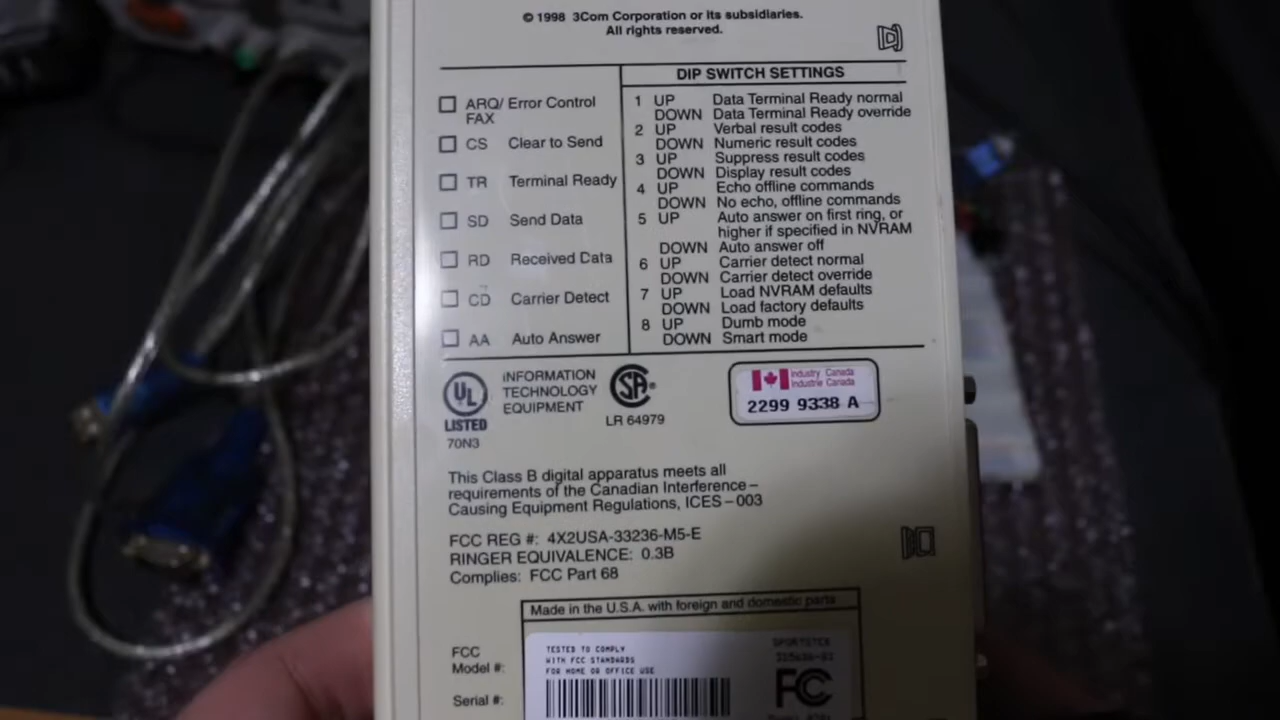 © 1998 3Com Corporation or its subsidiaries.
All rights reserved.
ARQ/ Error Control
FAX
CS Clear to Send
TR Terminal Ready
SD Send Data
RD Received Data
CD Carrier Detect
AA Auto Answer
DIP SWITCH SETTINGS
1 UP Data Terminal Ready normal
DOWN Data Terminal Ready override
2 UP Verbal result codes
DOWN Numeric result codes
3 UP Suppress result codes
DOWN Display result codes
4 UP Echo offline commands
DOWN No echo, offline commands
5 UP Auto answer on first ring, or
higher if specified in NVRAM
DOWN Auto answer off
6 UP Carrier detect normal
DOWN Carrier detect override
7 UP Load NVRAM defaults
DOWN Load factory defaults
8 UP Dumb mode
DOWN Smart mode
UL
LISTED
70N3
INFORMATION
TECHNOLOGY
EQUIPMENT
SA
LR 64979
Industry Canada
Industrie Canada
2299 9338 A
This Class B digital apparatus meets all
requirements of the Canadian Interference–
Causing Equipment Regulations, ICES–003
FCC REG #: 4X2USA-33236-M5-E
RINGER EQUIVALENCE: 0.3B
Complies: FCC Part 68
Made in the U.S.A. with foreign and domestic parts
FCC
Model #:
Serial #:
TESTED TO COMPLY
WITH FCC STANDARDS
FOR HOME OR OFFICE USE
FC